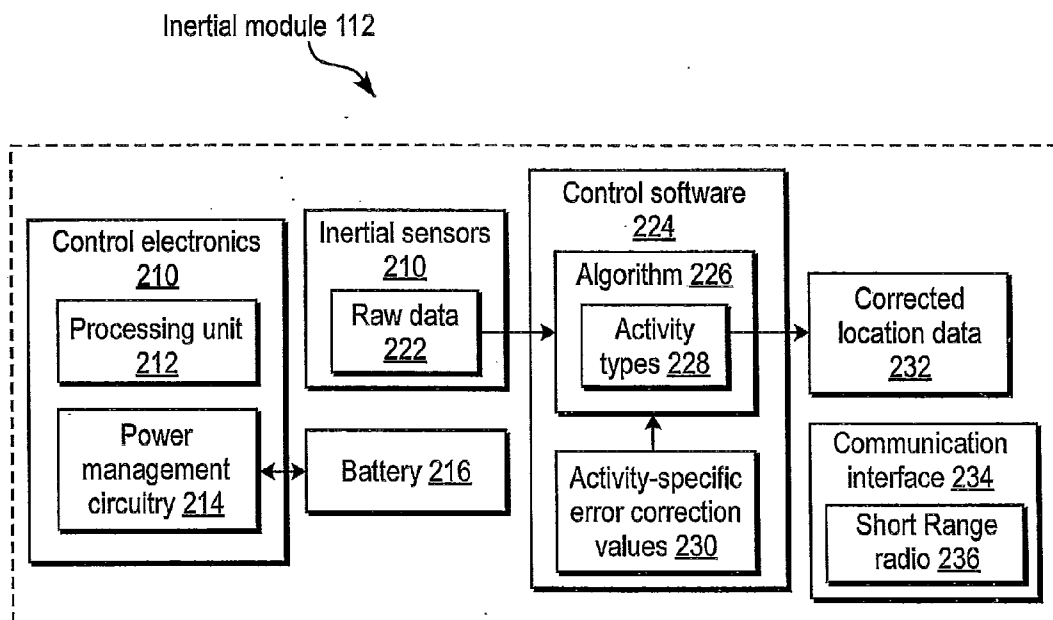 Inertial module 112
Control electronics
210
Processing unit
212
Power
management
circuitry 214
Inertial sensors
210
Raw data
222
Battery 216
Control software
224
Algorithm 226
Activity
types 228
Activity-specific
error correction
values 230
Corrected
location data
232
Communication
interface 234
Short Range
radio 236